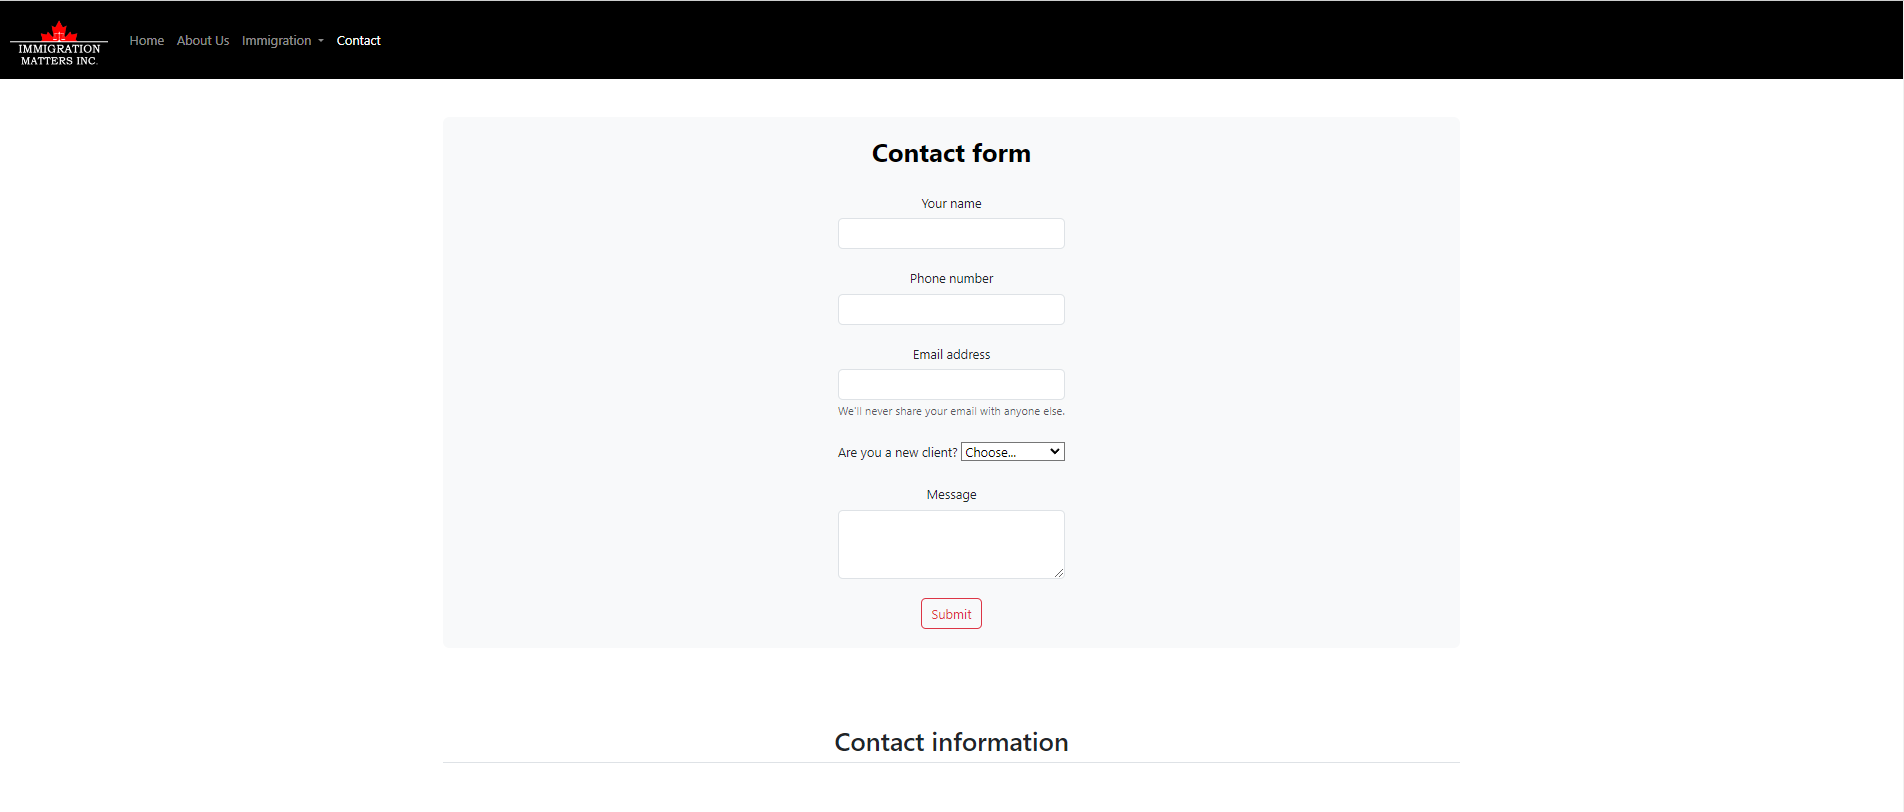 IMMIGRATION
MATTERS INC.
Home About Us Immigration Contact
Contact form
Your name
Phone number
Email address
We'll never share your email with anyone else.
Are you a new client? Choose...
Message
Submit
Contact information